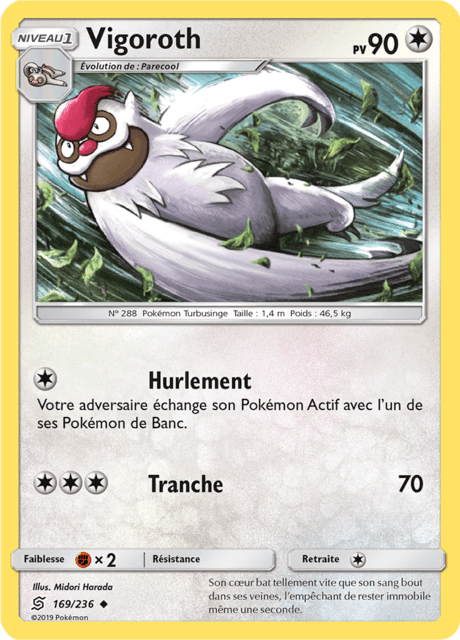 NIVEAU 1
Vigoroth
PV 90
Évolution de : Parecool
N° 288 Pokémon Turbusinge Taille : 1,4 m Poids : 46,5 kg
Hurlement
Votre adversaire échange son Pokémon Actif avec l'un de
ses Pokémon de Banc.
Tranche 70
Faiblesse × 2 Résistance Retraite
Illus. Midori Harada
169/236
©2019 Pokémon
Son cœur bat tellement vite que son sang bout
dans ses veines, l'empêchant de rester immobile
même une seconde.